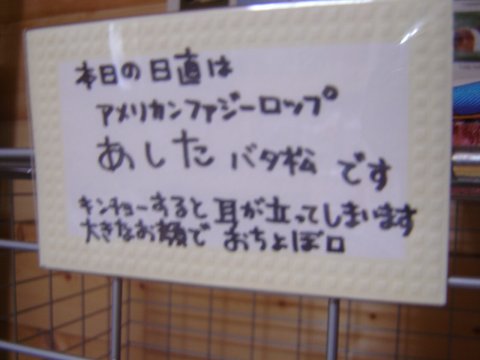 本日の日直は
アメリカンファジーロップ
あした バタ松 です
キンチョーすると 耳が立ってしまいます
大きなお顔で おちょぼ口